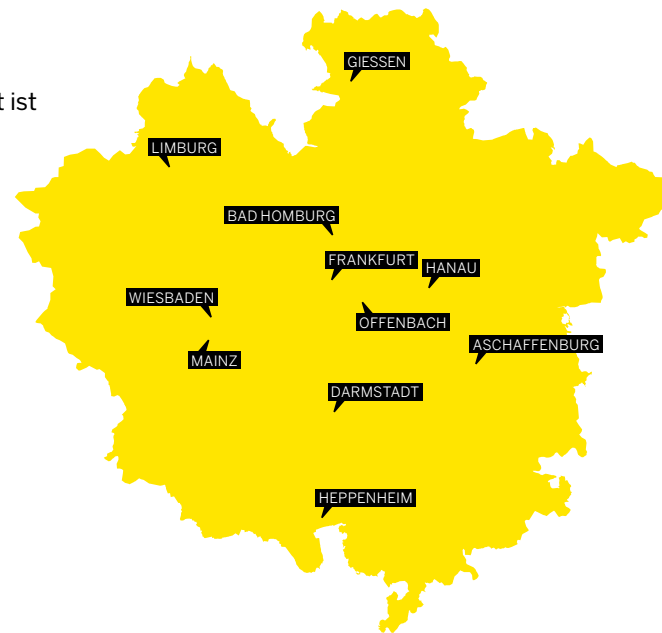 GIESSEN
t ist
LIMBURG
BAD HOMBURG
FRANKFURT
HANAU
WIESBADEN
OFFENBACH
ASCHAFFENBURG
MAINZ
DARMSTADT
HEPPENHEIM